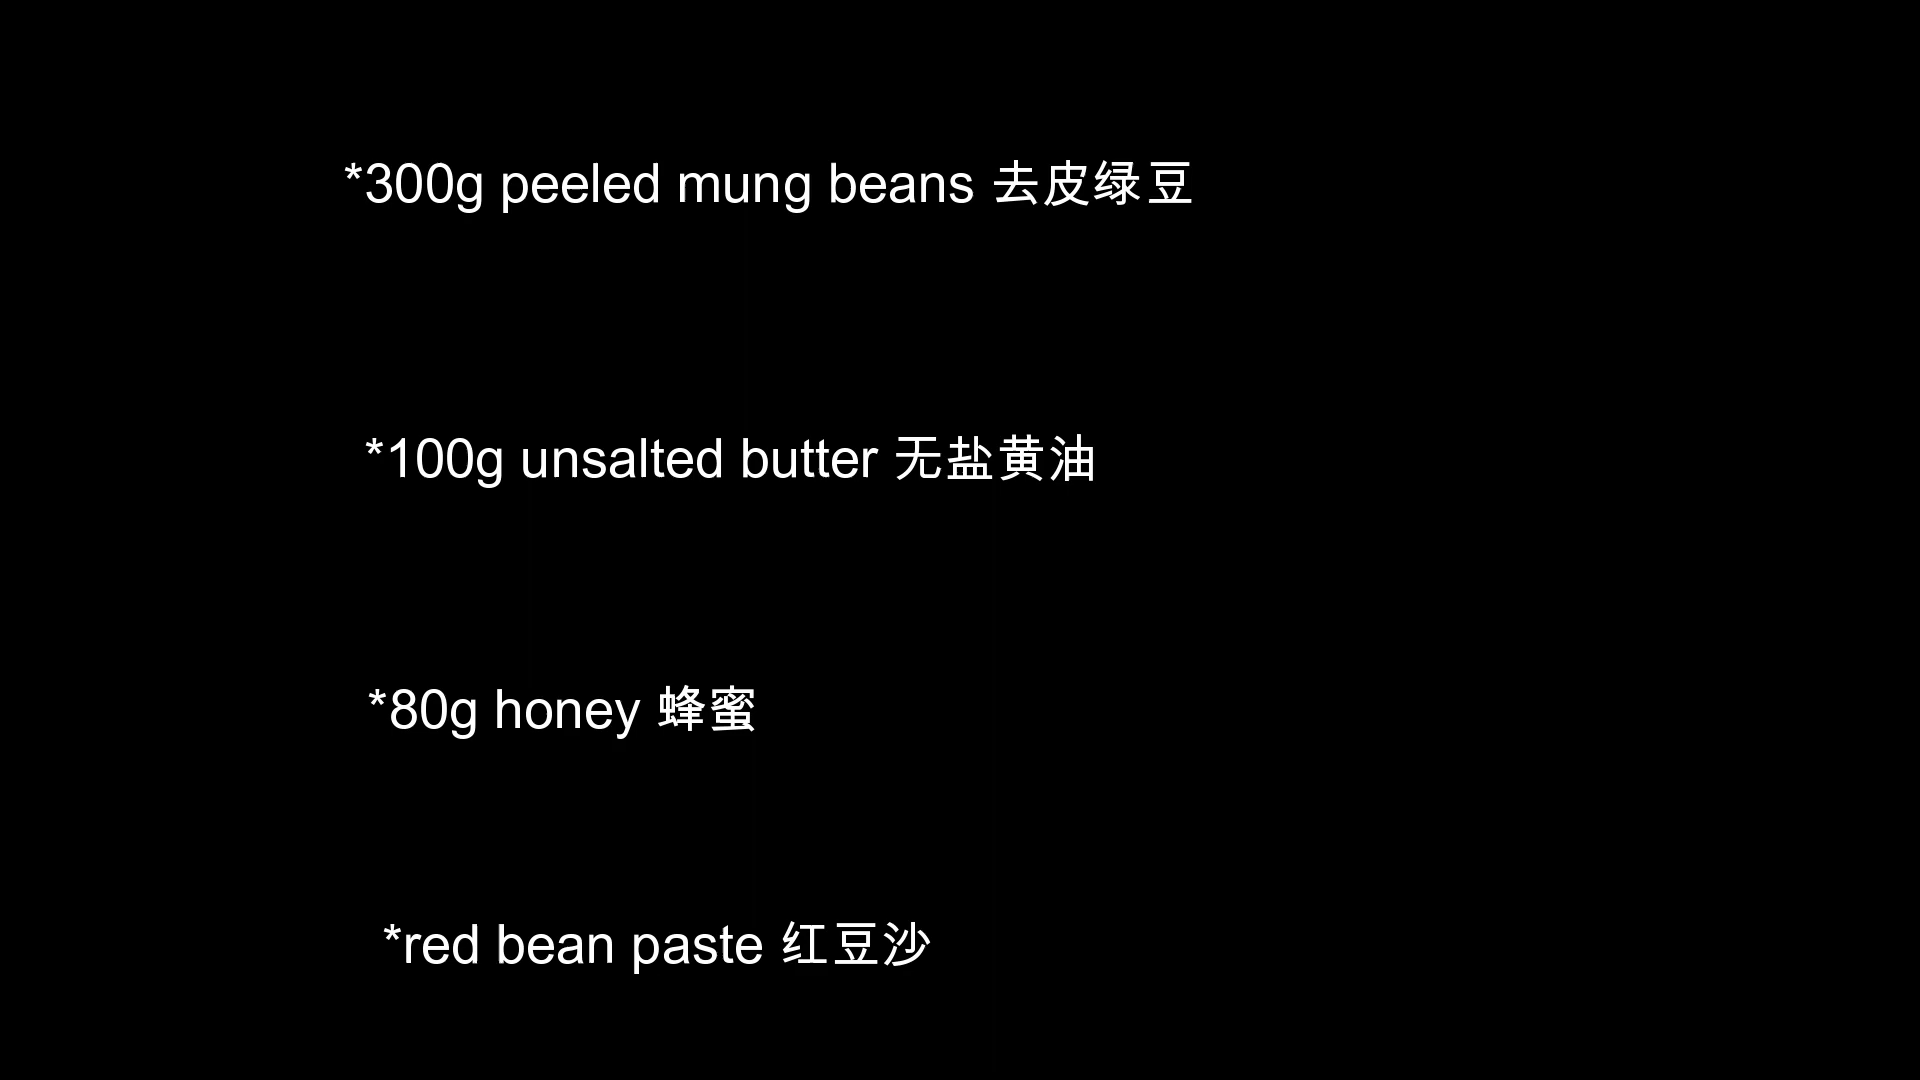 *300g peeled mung beans 去皮绿豆
*100g unsalted butter 无盐黄油
*80g honey 蜂蜜
*red bean paste 红豆沙